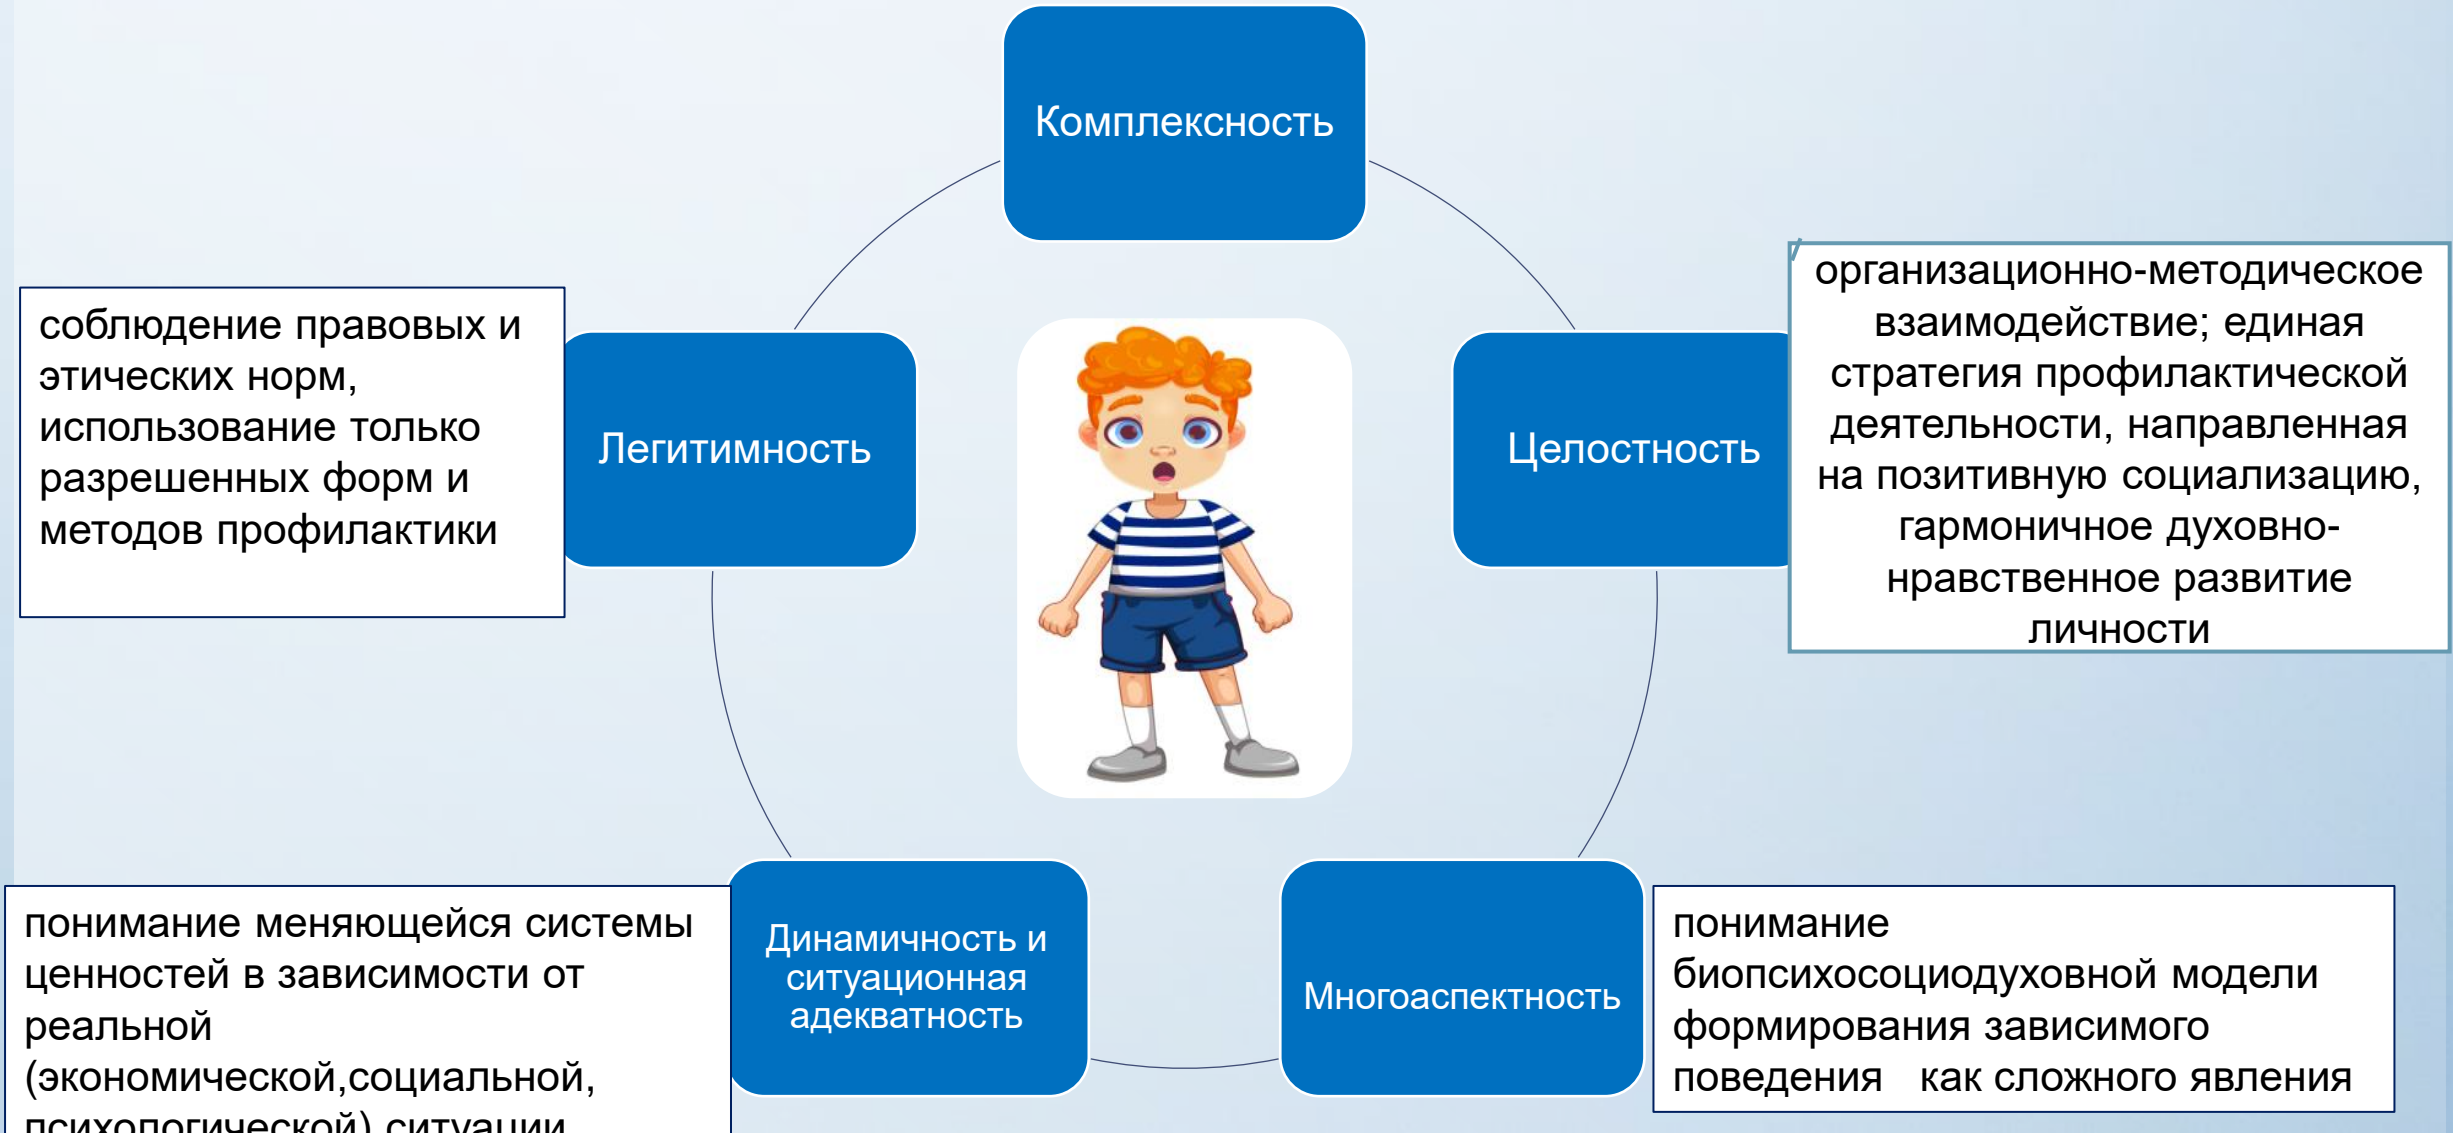 Комплексность
соблюдение правовых и
этических норм,
использование только
разрешенных форм и
методов профилактики
Легитимность
Целостность
организационно-методическое
взаимодействие; единая
стратегия профилактической
деятельности, направленная
на позитивную социализацию,
гармоничное духовно-
нравственное развитие
личности
понимание меняющейся системы
ценностей в зависимости от
реальной
(экономической,социальной,
психологической) ситуации
Динамичность и
ситуационная
адекватность
Многоаспектность
понимание
биопсихосоциодуховной модели
формирования зависимого
поведения как сложного явления